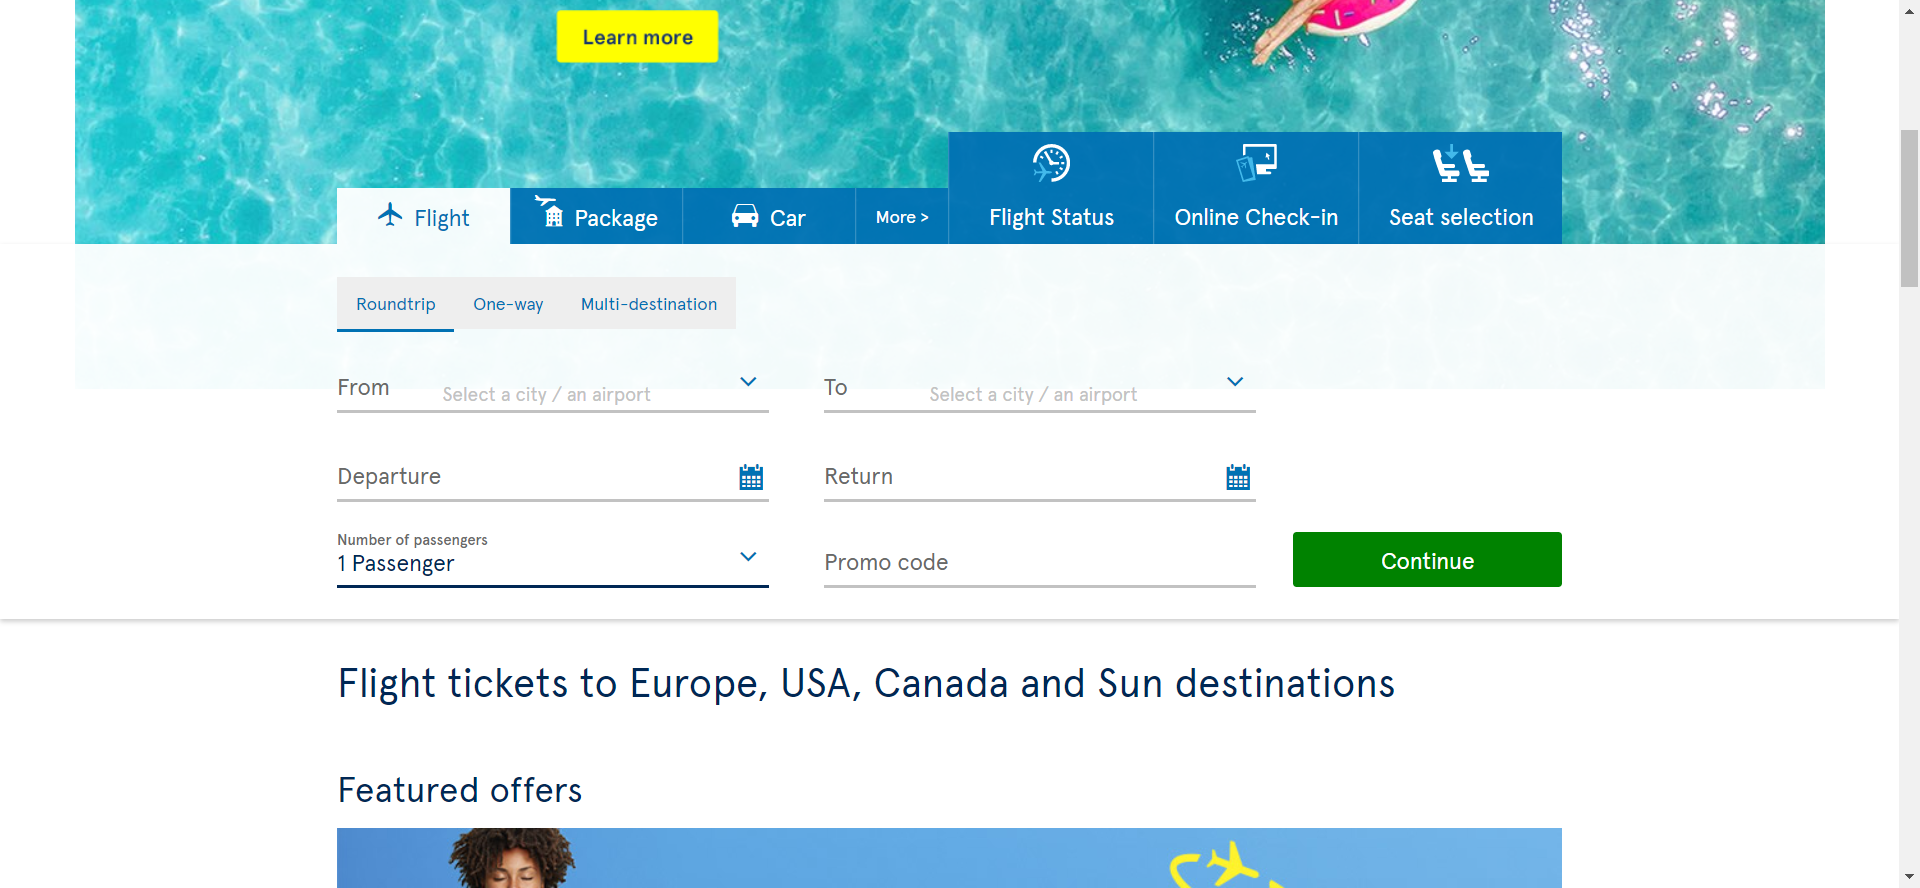 Learn more
Flight
Package
Car
More >
Flight Status
Online Check-in
Seat selection
Roundtrip
One-way
Multi-destination
From
Select a city / an airport
To
Select a city / an airport
Departure
Return
Number of passengers
1 Passenger
Promo code
Continue
Flight tickets to Europe, USA, Canada and Sun destinations
Featured offers